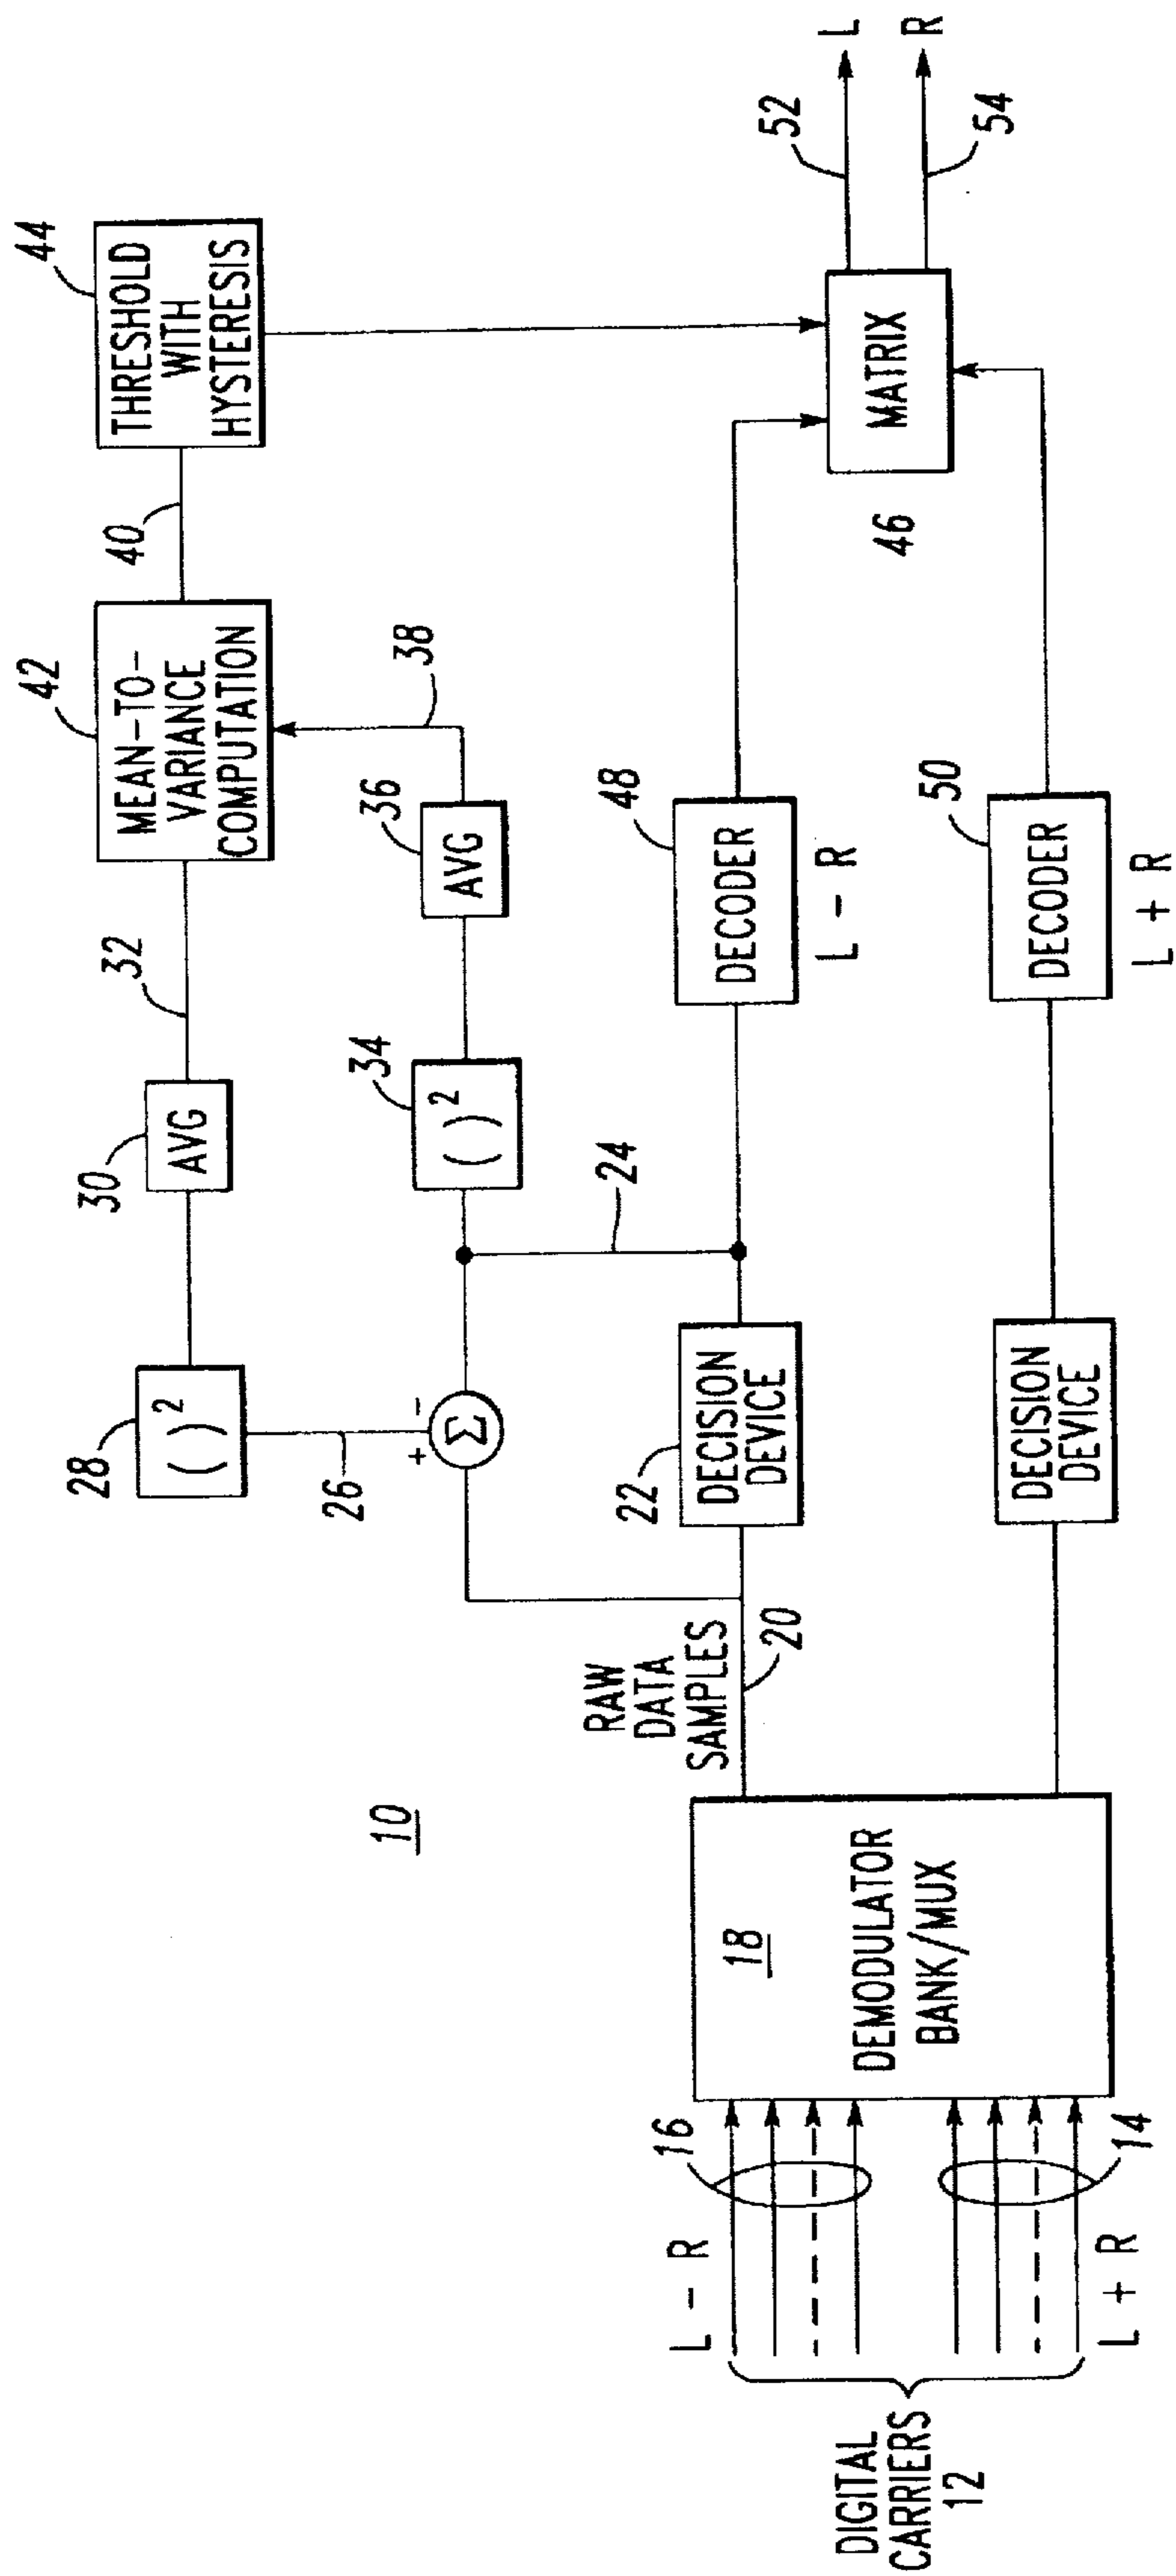 DIGITAL
CARRIERS
12
L - R
16
L + R
14
18
DEMODULATOR
BANK/MUX
10
RAW
DATA
SAMPLES
20
22
DECISION
DEVICE
DECISION
DEVICE
24
26
+
-
Σ
28
( )²
30
AVG
32
34
( )²
36
AVG
38
42
MEAN-TO-
VARIANCE
COMPUTATION
40
44
THRESHOLD
WITH
HYSTERESIS
48
DECODER
L - R
50
DECODER
L + R
46
MATRIX
52
L
54
R